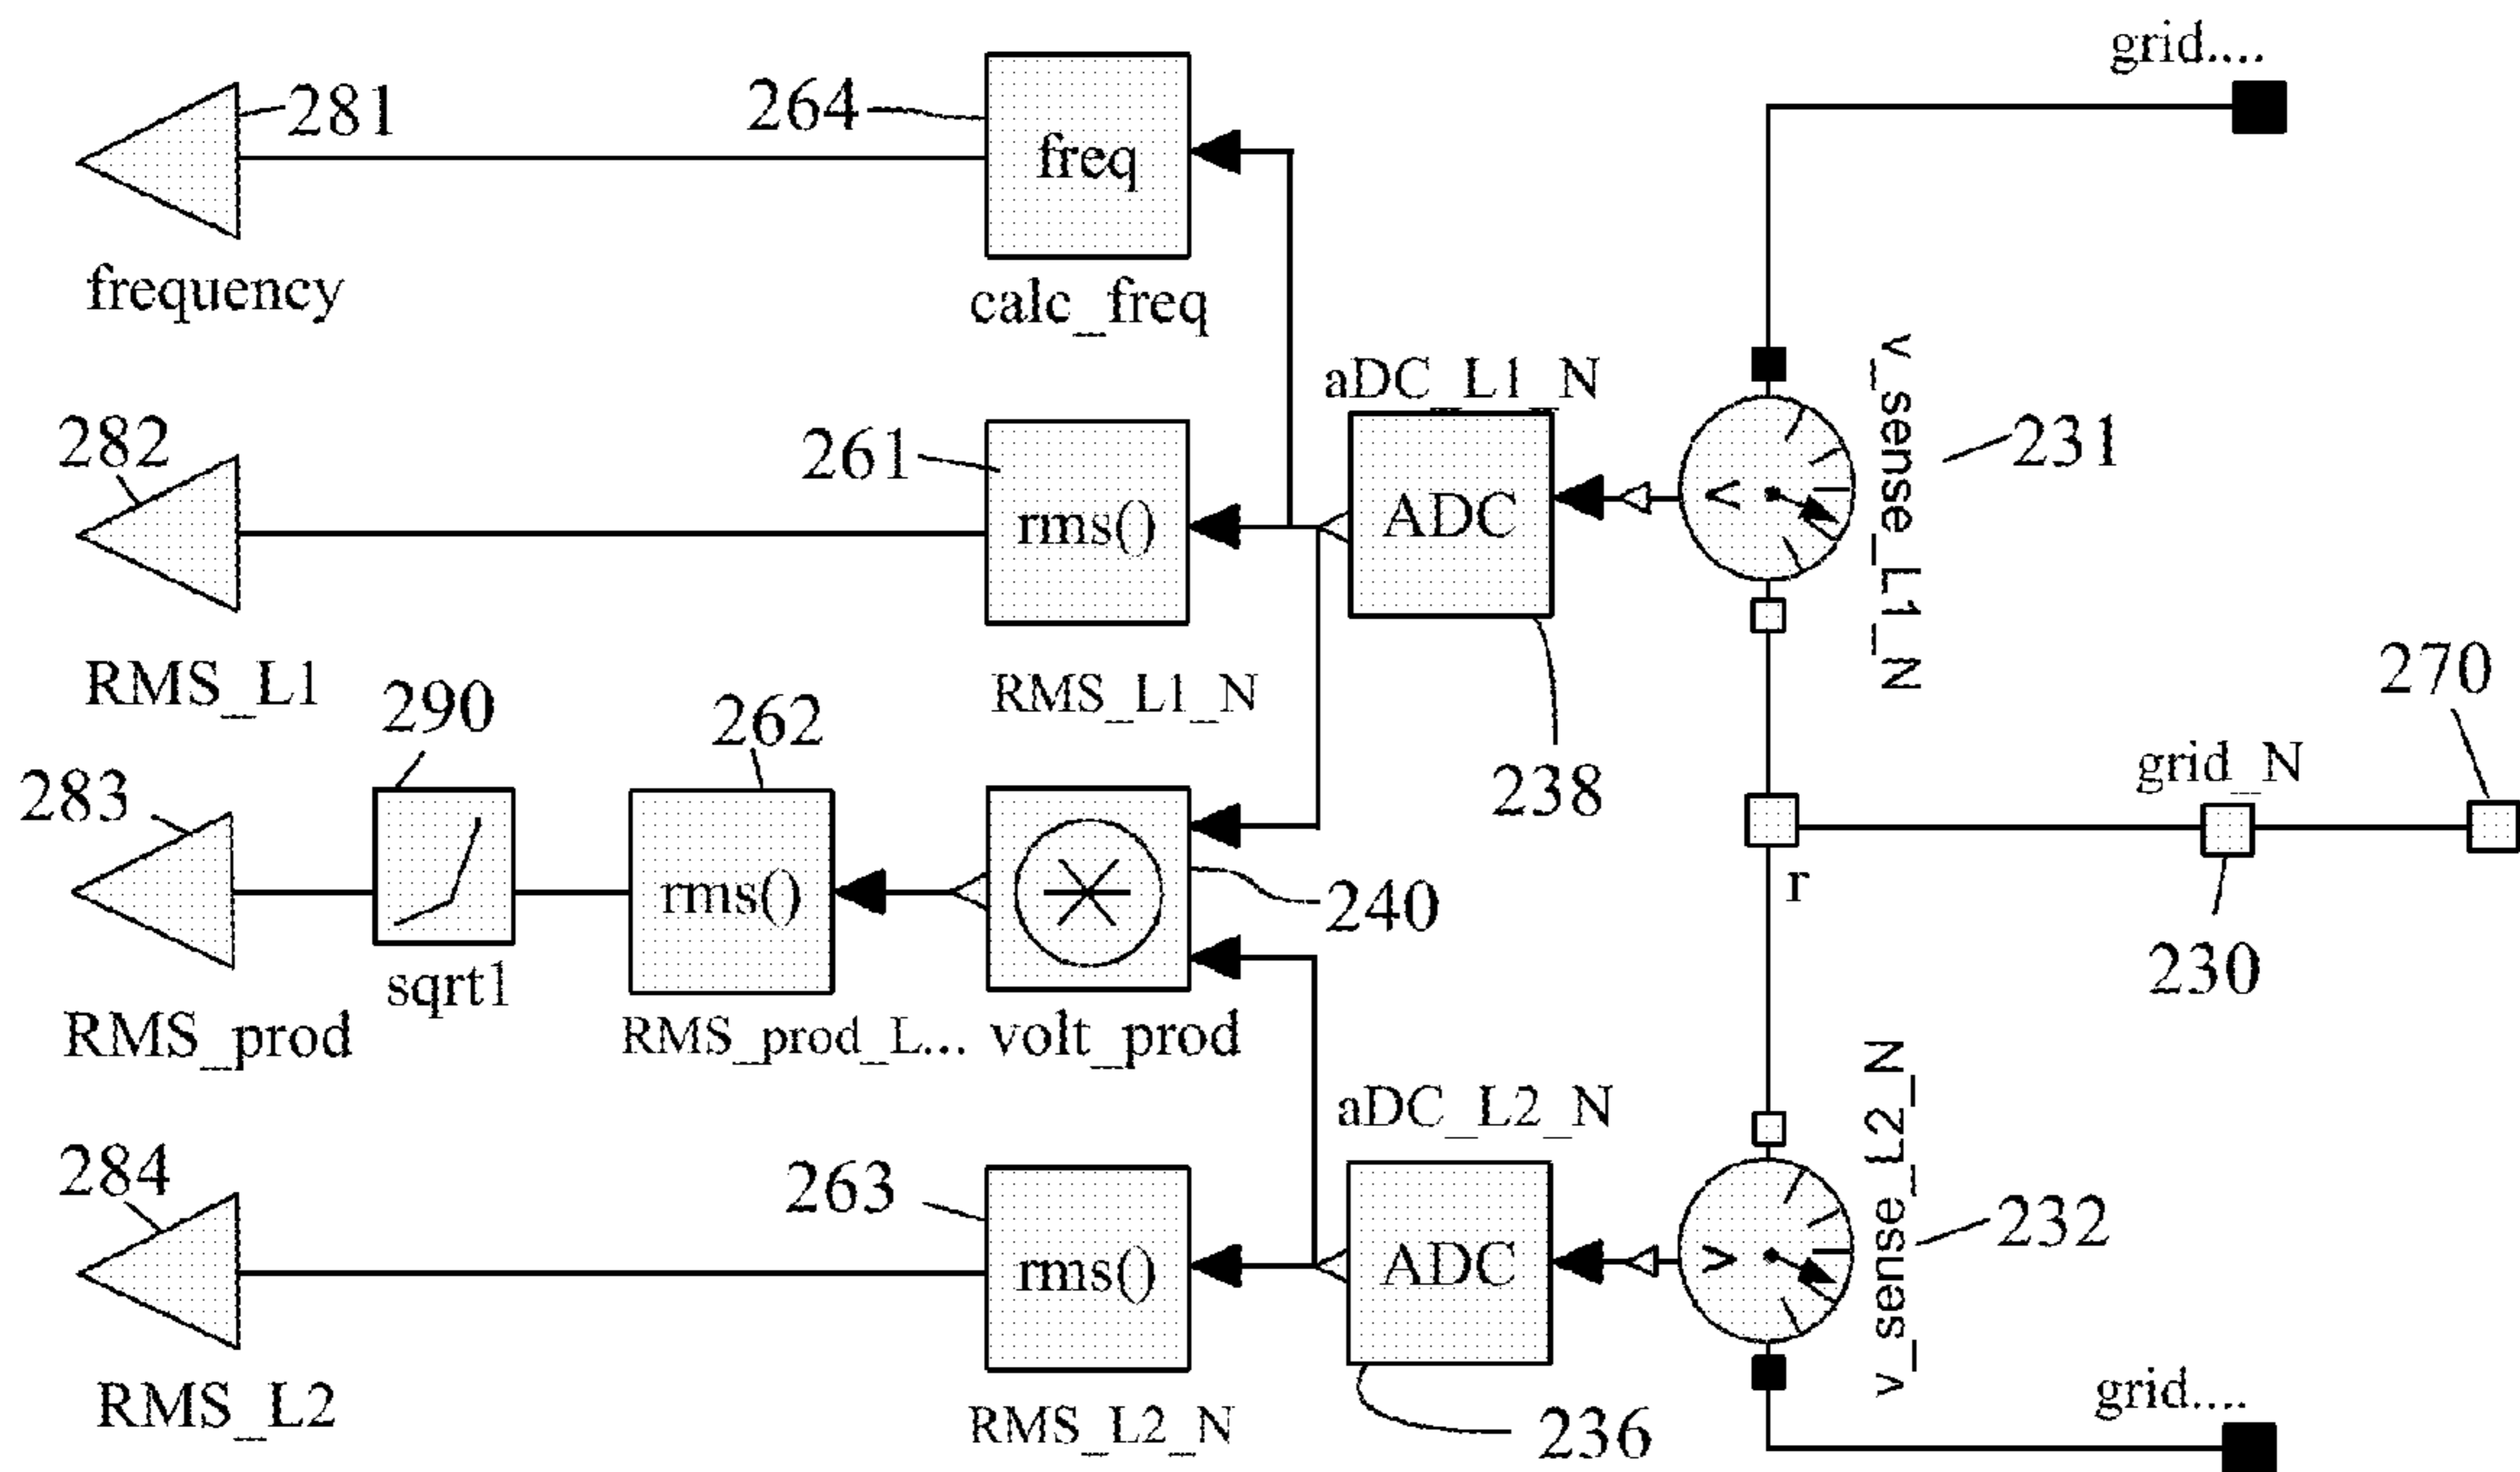 grid....
281
264
freq
frequency
calc_freq
aDC_L1_N
282
261
rms()
ADC
<
v_sense_L1_N
231
RMS_L1
290
262
RMS_L1_N
238
270
283
grid_N
rms()
240
r
230
sqrt1
RMS_prod
RMS_prod_L...
volt_prod
aDC_L2_N
284
263
rms()
ADC
>
v_sense_L2_N
232
RMS_L2
RMS_L2_N
236
grid....